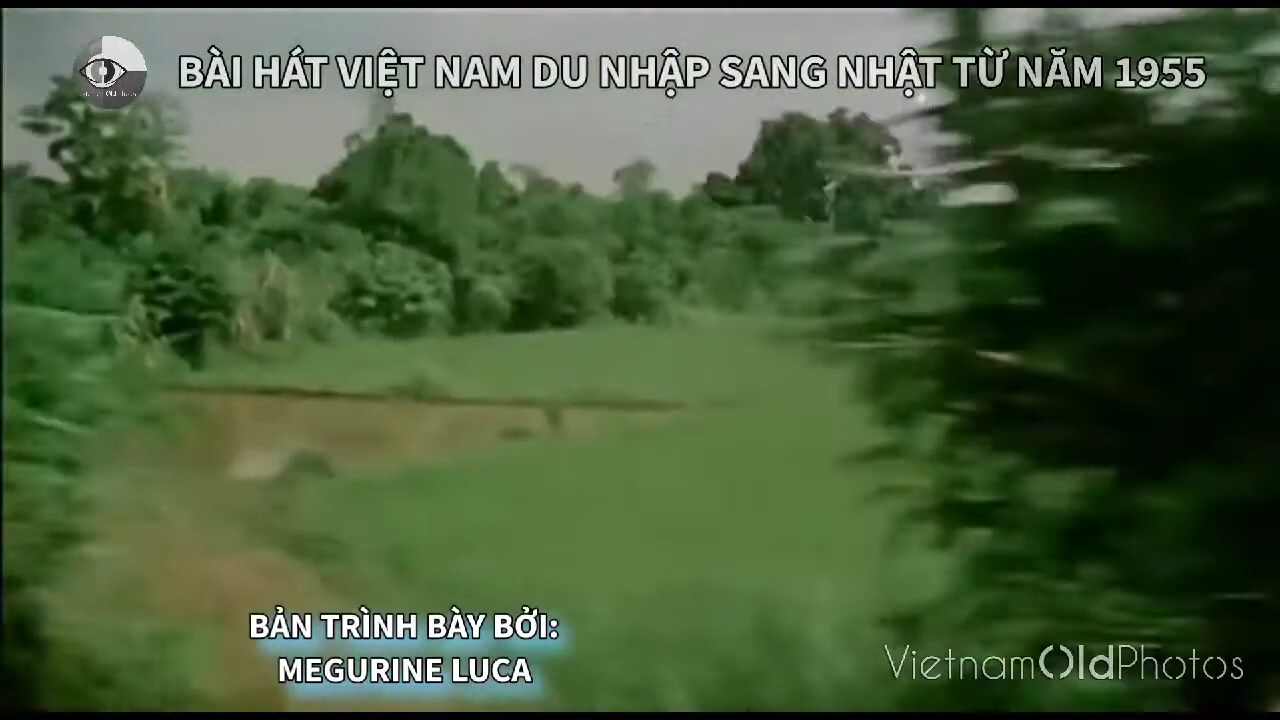 BÀI HÁT VIỆT NAM DU NHẬP SANG NHẬT TỪ NĂM 1955
BẢN TRÌNH BÀY BỞI:
MEGURINE LUCA
VietnamOldPhotos